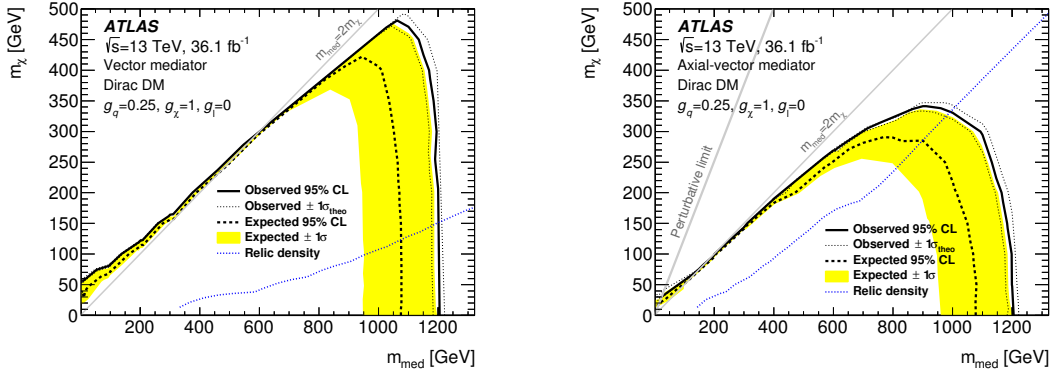 ATLAS
√s=13 TeV, 36.1 fb⁻¹
Vector mediator
Dirac DM
g_q=0.25, g_χ=1, g_l=0
m_med=2m_χ
Observed 95% CL
Observed ± 1σ_theo
Expected 95% CL
Expected ± 1σ
Relic density
m_χ [GeV]
500
450
400
350
300
250
200
150
100
50
0
200 400 600 800 1000 1200
m_med [GeV]
ATLAS
√s=13 TeV, 36.1 fb⁻¹
Axial-vector mediator
Dirac DM
g_q=0.25, g_χ=1, g_l=0
Perturbative limit
m_med=2m_χ
Observed 95% CL
Observed ± 1σ_theo
Expected 95% CL
Expected ± 1σ
Relic density
m_χ [GeV]
500
450
400
350
300
250
200
150
100
50
0
200 400 600 800 1000 1200
m_med [GeV]